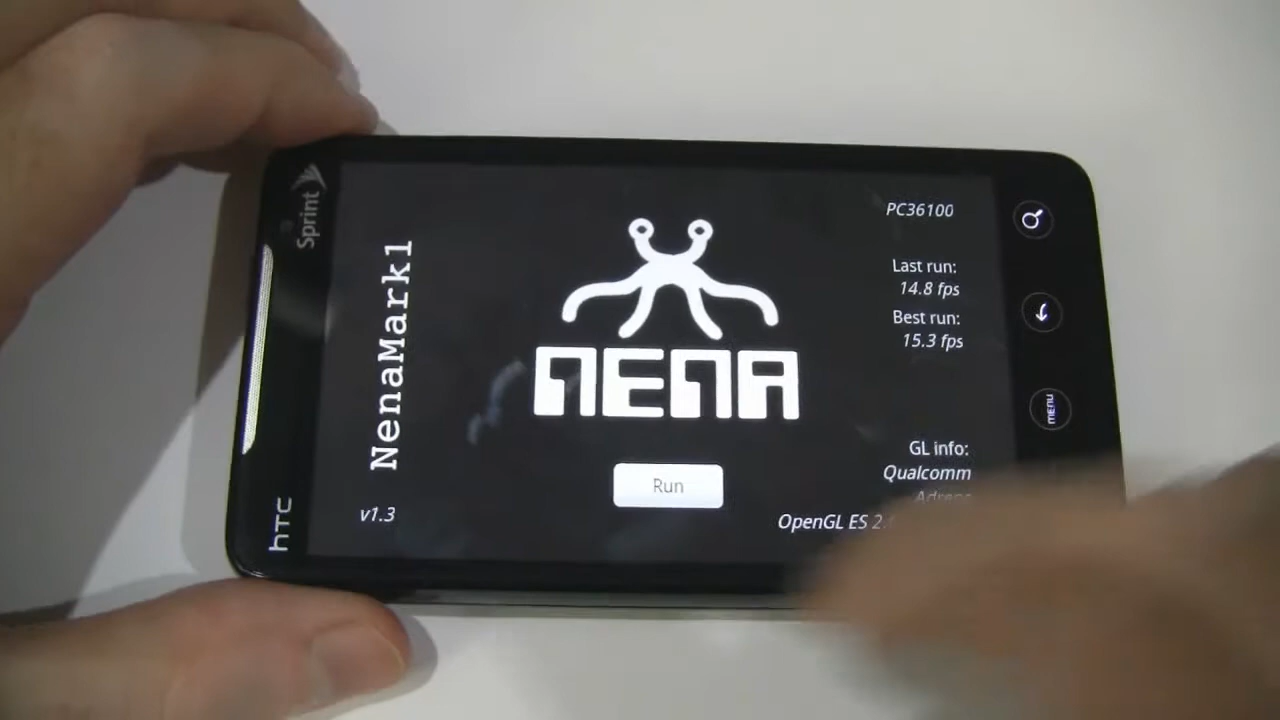 Sprint
hTC
NenaMark1
v1.3
NENA
Run
PC36100
Last run:
14.8 fps
Best run:
15.3 fps
GL info:
Qualcomm
Adreno
OpenGL ES 2.
menu